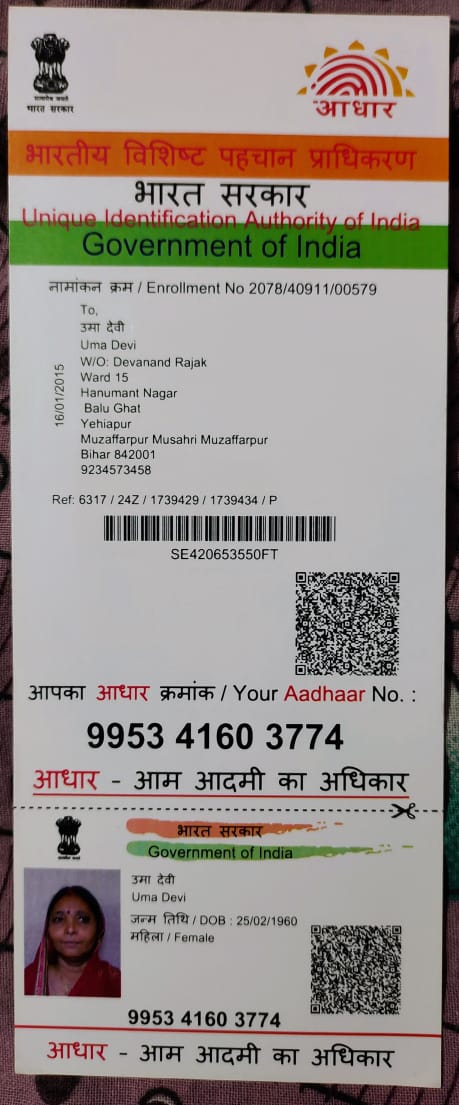 सत्यमेव जयते
भारत सरकार
आधार
भारतीय विशिष्ट पहचान प्राधिकरण
भारत सरकार
Unique Identification Authority of India
Government of India
नामांकन क्रम / Enrollment No 2078/40911/00579
To,
उमा देवी
Uma Devi
W/O: Devanand Rajak
Ward 15
Hanumant Nagar
Balu Ghat
Yehiapur
Muzaffarpur Musahri Muzaffarpur
Bihar 842001
9234573458
16/01/2015
Ref: 6317 / 24Z / 1739429 / 1739434 / P
SE420653550FT
आपका आधार क्रमांक / Your Aadhaar No. :
9953 4160 3774
आधार - आम आदमी का अधिकार
भारत सरकार
Government of India
उमा देवी
Uma Devi
जन्म तिथि / DOB : 25/02/1960
महिला / Female
9953 4160 3774
आधार - आम आदमी का अधिकार